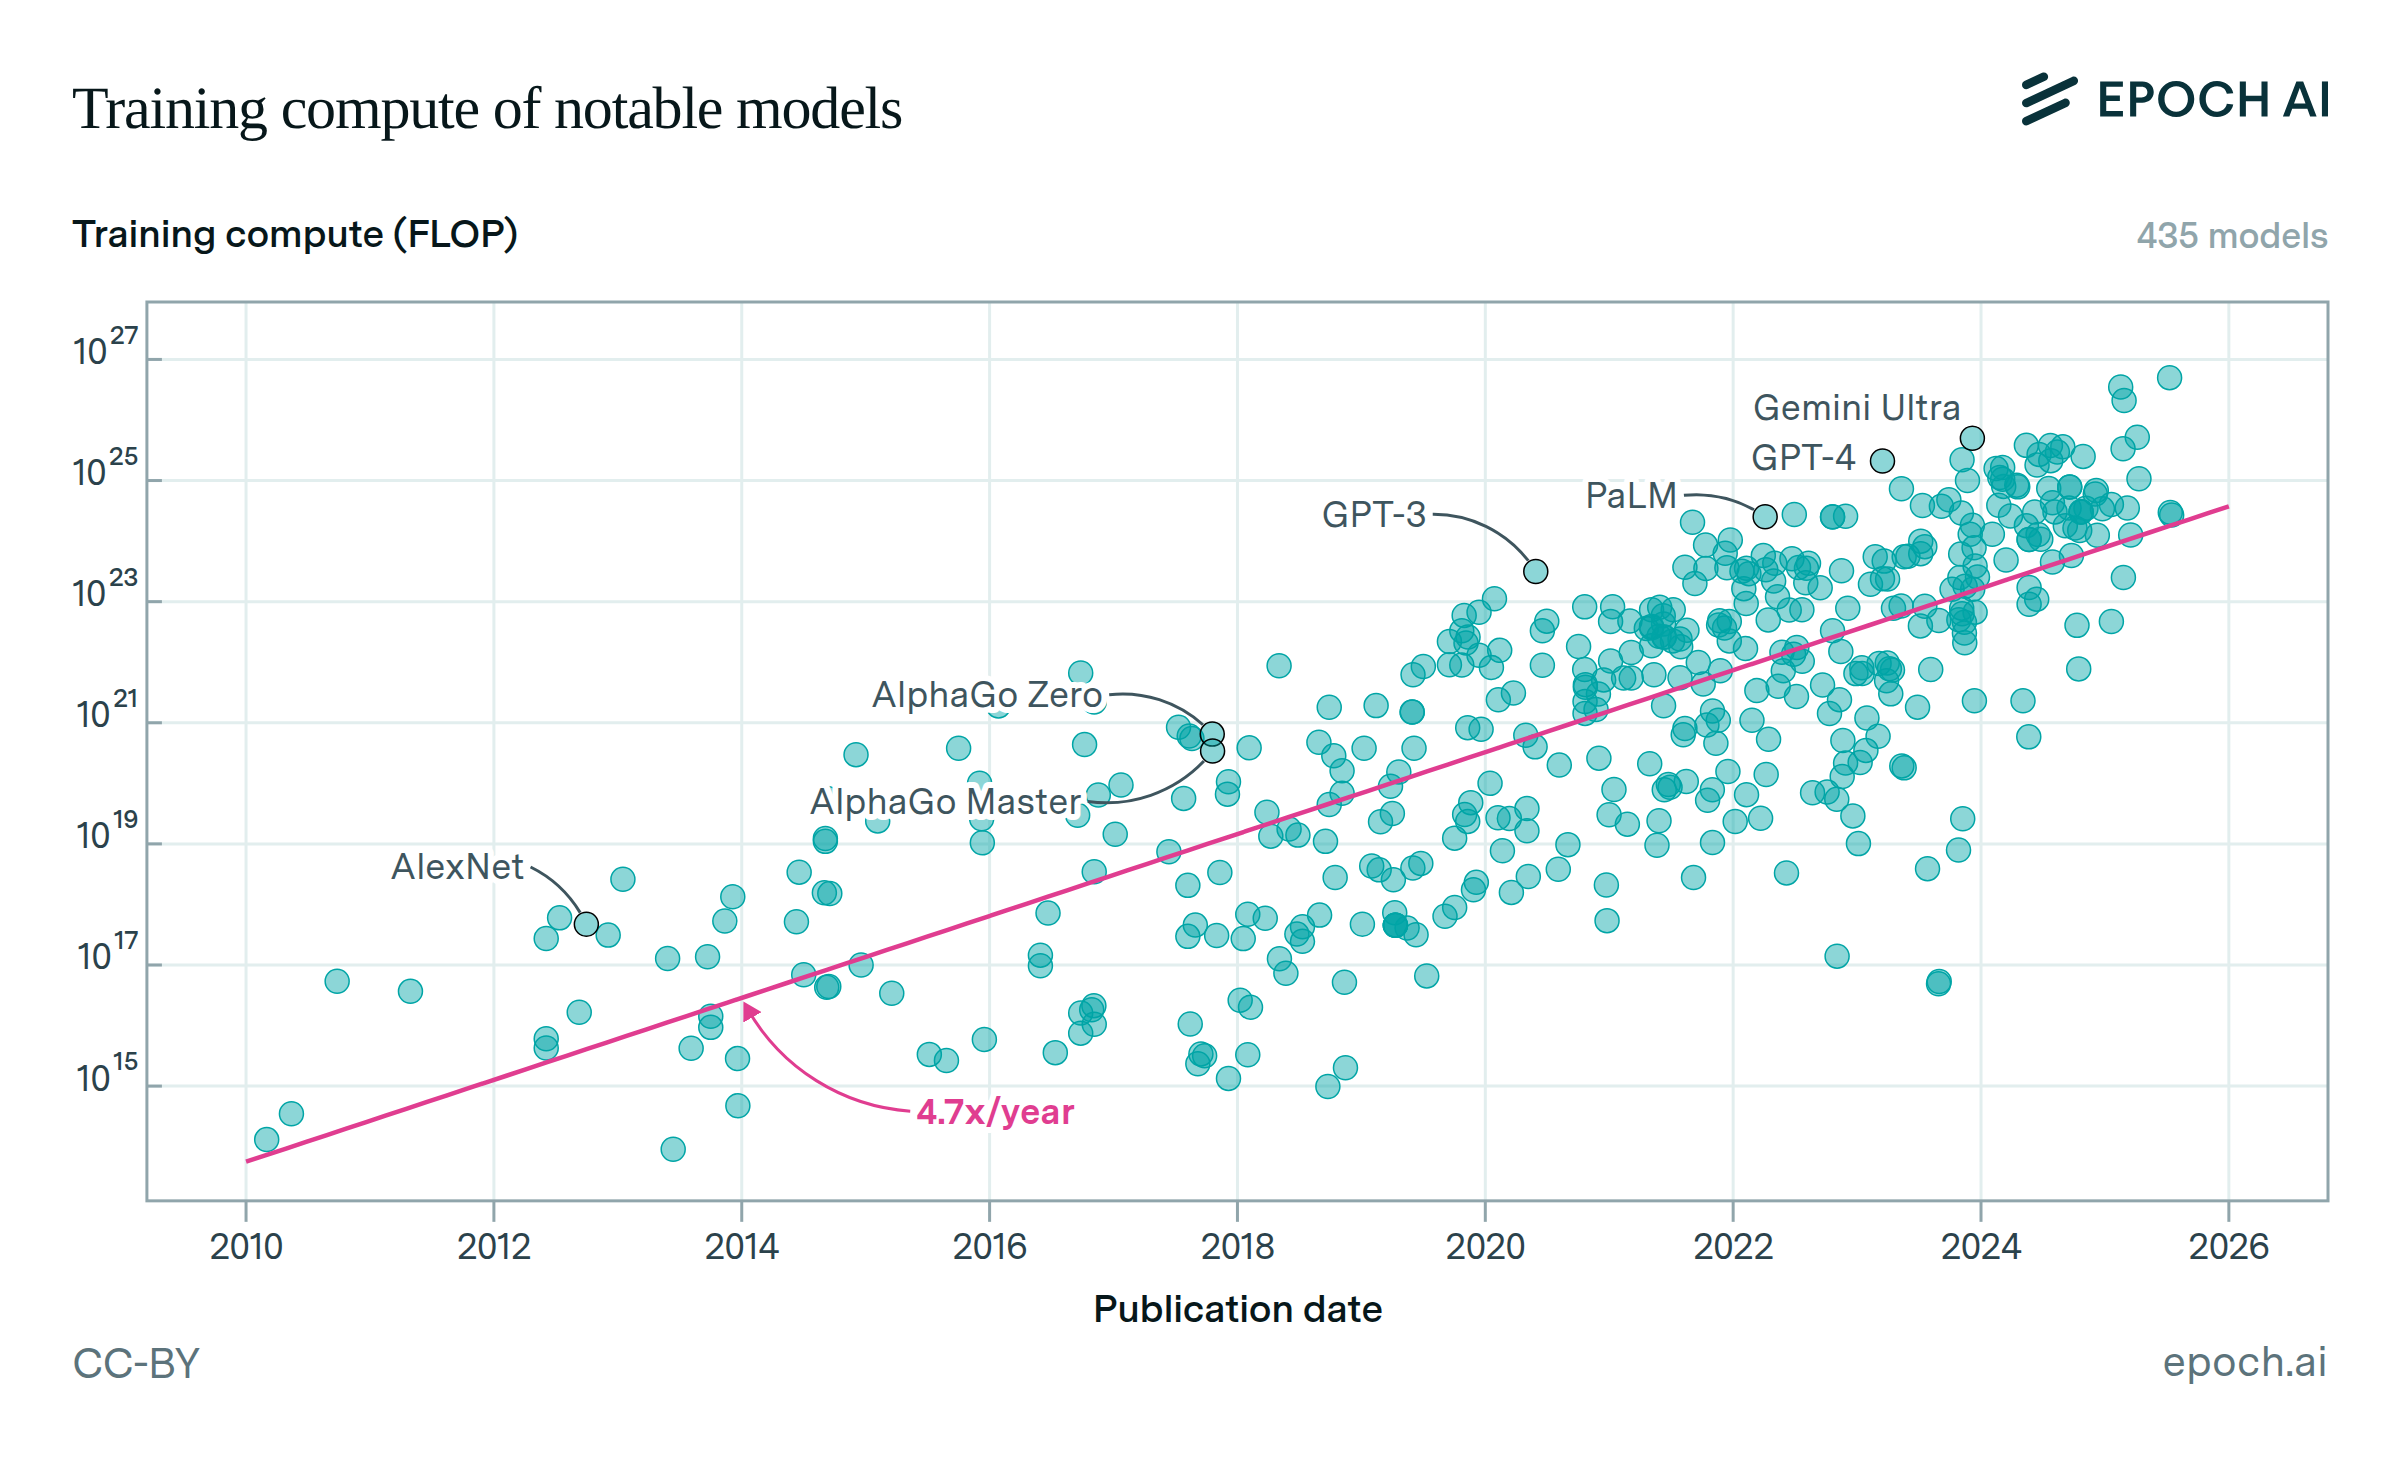 Training compute of notable models
EPOCH AI
Training compute (FLOP)
435 models
10^27
10^25
10^23
10^21
10^19
10^17
10^15
Gemini Ultra
GPT-4
PaLM
GPT-3
AlphaGo Zero
AlphaGo Master
AlexNet
4.7x/year
2010 2012 2014 2016 2018 2020 2022 2024 2026
Publication date
CC-BY
epoch.ai